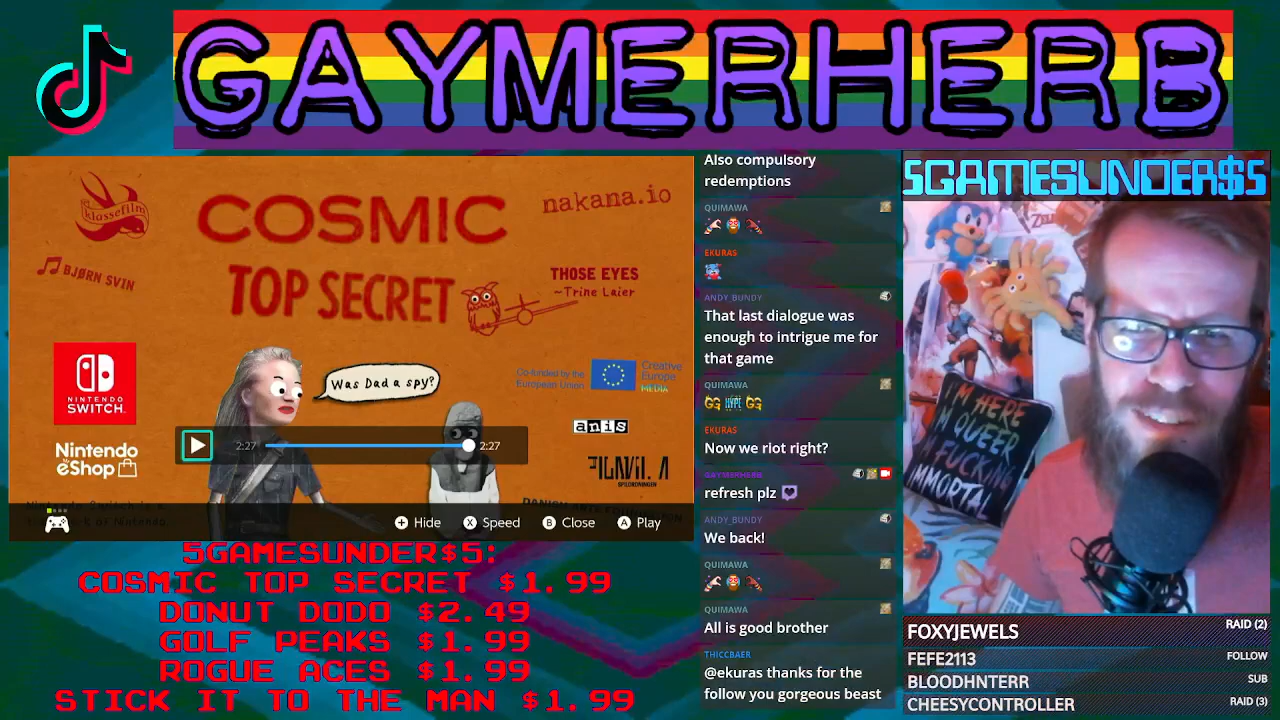 GAYMERHERB
klassefilm
COSMIC
TOP SECRET
nakana.io
BJØRN SVIN
THOSE EYES
~Trine Laier
NINTENDO
SWITCH™
Nintendo
eShop
Was Dad a spy?
Co-funded by the
European Union
Creative
Europe
MEDIA
anis
2:27
2:27
Hide
Speed
Close
Play
5GAMESUNDER$5:
COSMIC TOP SECRET $1.99
DONUT DODO $2.49
GOLF PEAKS $1.99
ROGUE ACES $1.99
STICK IT TO THE MAN $1.99
Also compulsory
redemptions
QUIMAWA
EKURAS
ANDY_BUNDY
That last dialogue was
enough to intrigue me for
that game
QUIMAWA
GG HYPE GG
EKURAS
Now we riot right?
GAYMERHERB
refresh plz
ANDY_BUNDY
We back!
QUIMAWA
QUIMAWA
All is good brother
THICCBAER
@ekuras thanks for the
follow you gorgeous beast
5GAMESUNDER$5
I'M HERE
I'M QUEER
FOXYJEWELS RAID (2)
FEFE2113 FOLLOW
BLOODHNTERR SUB
CHEESYCONTROLLER RAID (3)